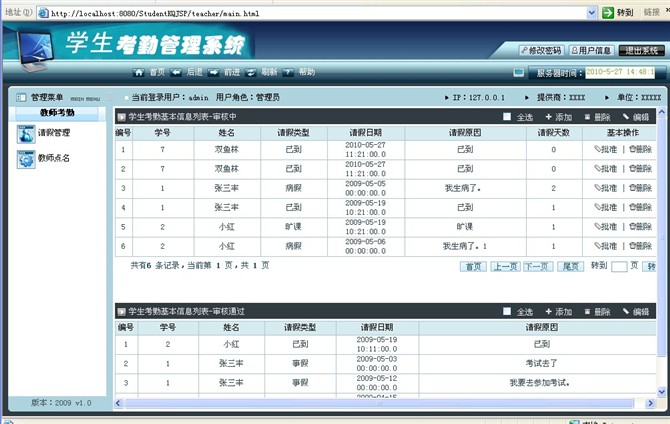 地址(D) http://localhost:8080/StudentKQJSP/teacher/main.html 转到 链接
学生考勤管理系统
修改密码 用户信息 退出系统
首页 后退 前进 刷新 帮助 服务器时间: 2010-5-27 14:48:1
管理菜单 main menu 当前登录用户: admin 用户角色: 管理员 IP: 127.0.0.1 提供商: XXXX 单位: XXXXX
教师考勤
请假管理
教师点名
学生考勤基本信息列表-审核中 全选 添加 删除 编辑
编号 学号 姓名 请假类型 请假日期 请假原因 请假天数 基本操作
1 7 双鱼林 已到 2010-05-27 11:21:00.0 已到 0 批准 | 删除
2 7 双鱼林 已到 2010-05-27 11:21:00.0 已到 0 批准 | 删除
3 1 张三丰 病假 2009-05-05 00:00:00.0 我生病了。 2 批准 | 删除
4 1 张三丰 已到 2009-05-19 10:21:00.0 已到 1 批准 | 删除
5 2 小红 旷课 2009-05-19 10:21:00.0 旷课 1 批准 | 删除
6 2 小红 病假 2009-05-06 00:00:00.0 我生病了。1 1 批准 | 删除
共有6 条记录，当前第 1 页，共 1 页 首页 上一页 下一页 尾页 转到 页 转
学生考勤基本信息列表-审核通过 全选 添加 删除 编辑
编号 学号 姓名 请假类型 请假日期 请假原因
1 2 小红 已到 2009-05-19 10:11:00.0 已到
2 1 张三丰 事假 2009-05-03 00:00:00.0 考试去了
3 1 张三丰 事假 2009-05-12 00:00:00.0 我要去参加考试。
2009-04-15
版本: 2009 v1.0